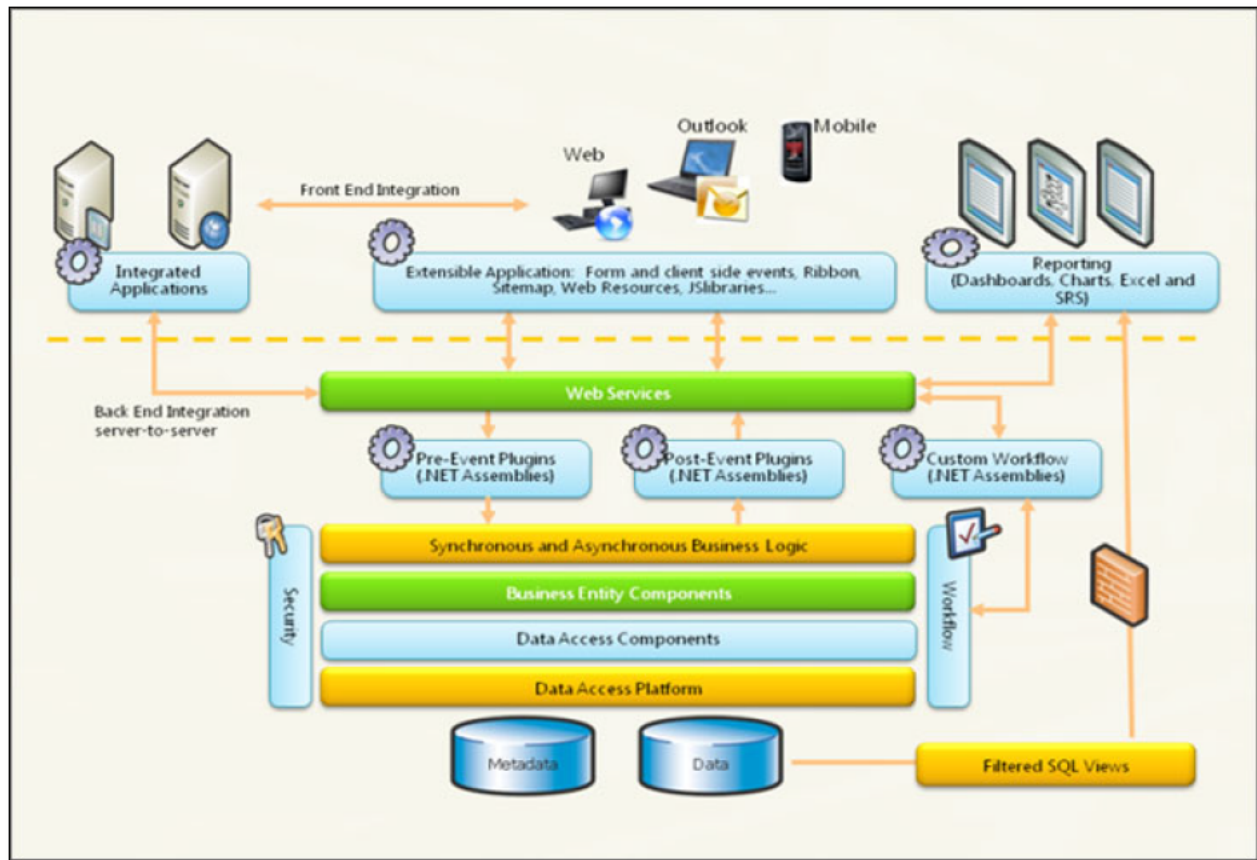 Outlook
Mobile
Web
Front End Integration
Integrated
Applications
Extensible Application: Form and client side events, Ribbon,
Sitemap, Web Resources, JSlibraries...
Reporting
(Dashboards, Charts, Excel and
SRS)
Web Services
Back End Integration
server-to-server
Pre-Event Plugins
(.NET Assemblies)
Post-Event Plugins
(.NET Assemblies)
Custom Workflow
(.NET Assemblies)
Security
Synchronous and Asynchronous Business Logic
Business Entity Components
Data Access Components
Data Access Platform
Workflow
Metadata
Data
Filtered SQL Views